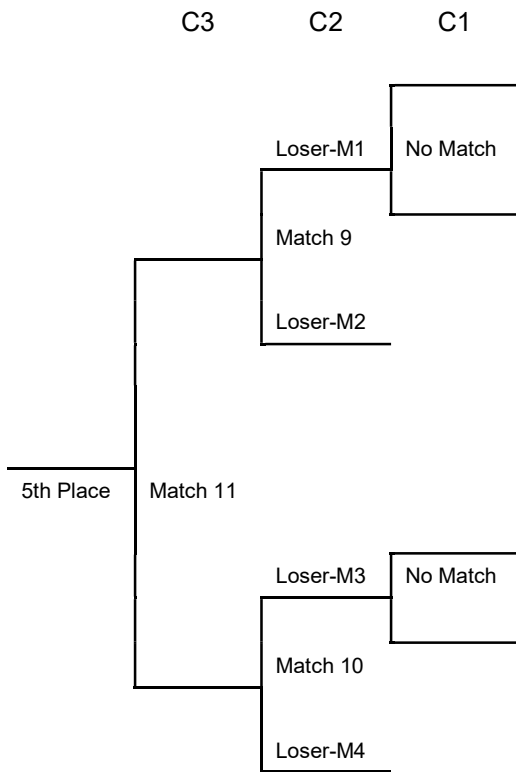 C3 C2 C1
Loser-M1 No Match
Match 9
Loser-M2
5th Place Match 11
Loser-M3 No Match
Match 10
Loser-M4